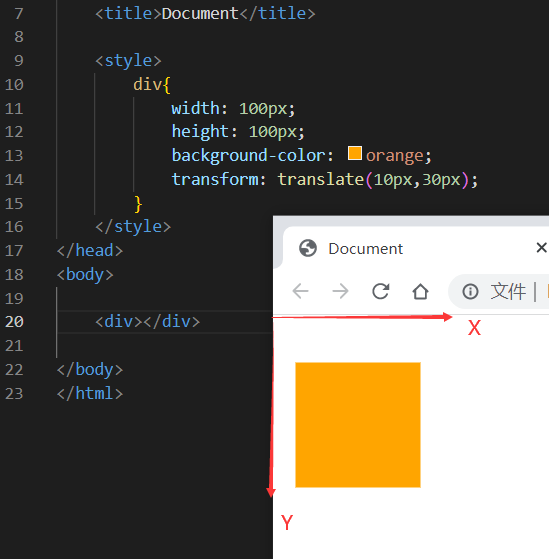 7 <title>Document</title>
8
9 <style>
10 div{
11 width: 100px;
12 height: 100px;
13 background-color: orange;
14 transform: translate(10px,30px);
15 }
16 </style>
17 </head>
18 <body>
19
20 <div></div>
21
22 </body>
23 </html>
Document
文件
X
Y